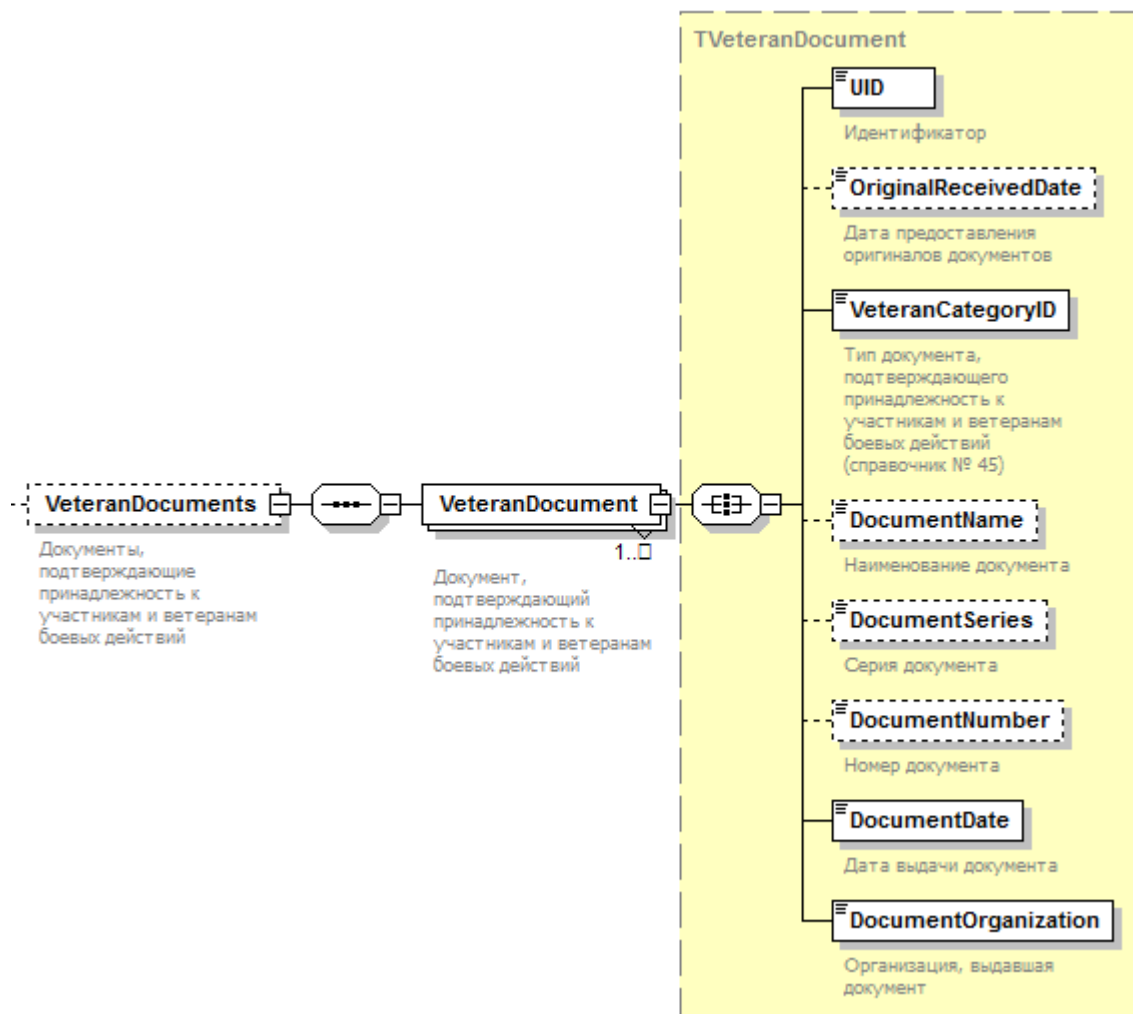 TVeteranDocument
UID
Идентификатор
OriginalReceivedDate
Дата предоставления
оригиналов документов
VeteranCategoryID
Тип документа,
подтверждающего
принадлежность к
участникам и ветеранам
боевых действий
(справочник № 45)
VeteranDocuments
Документы,
подтверждающие
принадлежность к
участникам и ветеранам
боевых действий
VeteranDocument
1..□
Документ,
подтверждающий
принадлежность к
участникам и ветеранам
боевых действий
DocumentName
Наименование документа
DocumentSeries
Серия документа
DocumentNumber
Номер документа
DocumentDate
Дата выдачи документа
DocumentOrganization
Организация, выдавшая
документ